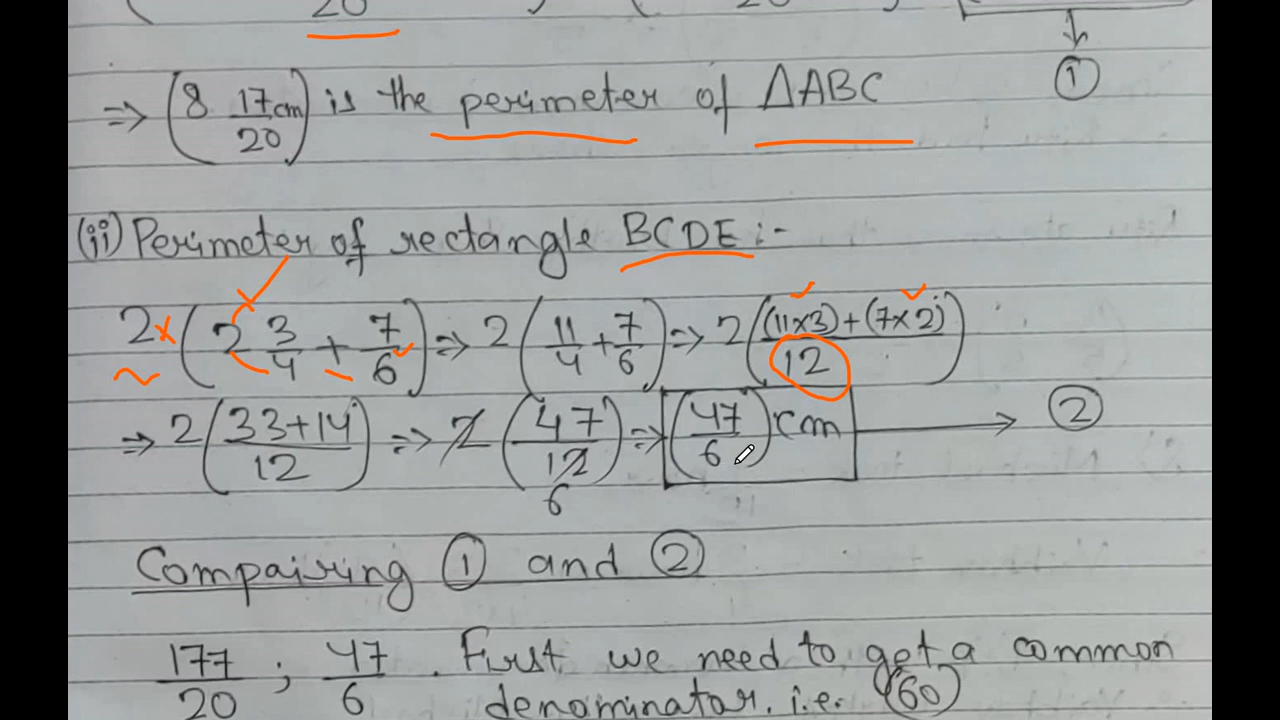 20 20
⇒ (8 17/20 cm) is the perimeter of ΔABC ①
(ii) Perimeter of rectangle BCDE :-
2×(2 3/4 + 7/6) ⇒ 2(11/4 + 7/6) ⇒ 2((11×3)+(7×2)/12)
⇒ 2(33+14/12) ⇒ 2(47/12) ⇒ (47/6) cm → ②
6
Compairing ① and ②
177/20 ; 47/6 . First we need to get a common
denominator. i.e. (60)